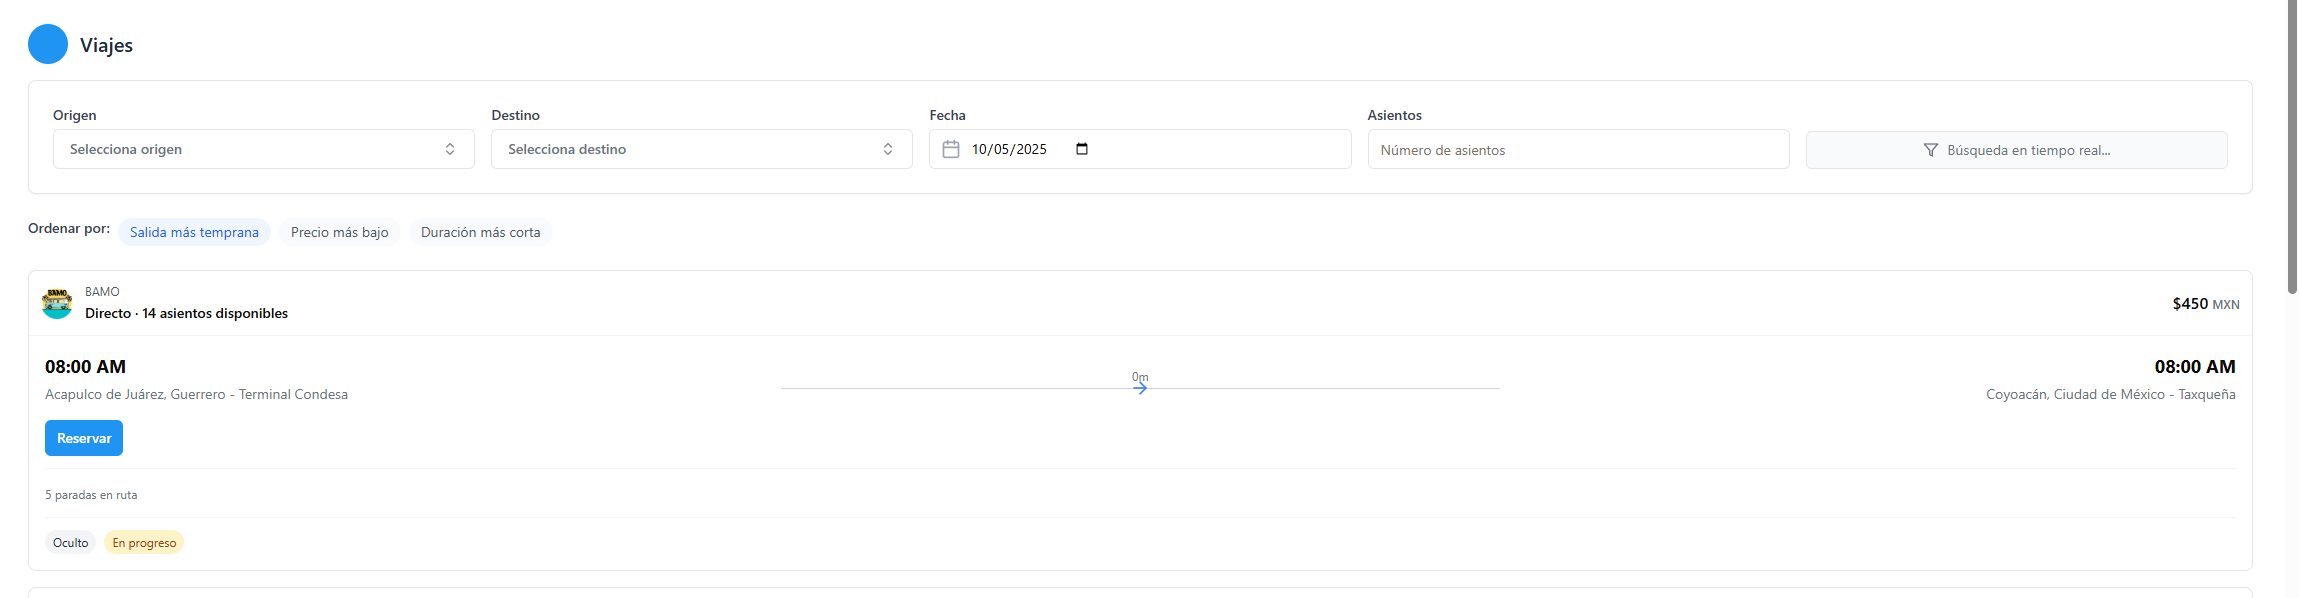 Viajes
Origen
Destino
Fecha
Asientos
Selecciona origen
Selecciona destino
10/05/2025
Número de asientos
Búsqueda en tiempo real...
Ordenar por:
Salida más temprana
Precio más bajo
Duración más corta
BAMO
BAMO
Directo · 14 asientos disponibles
$450 MXN
08:00 AM
0m
08:00 AM
Acapulco de Juárez, Guerrero - Terminal Condesa
Coyoacán, Ciudad de México - Taxqueña
Reservar
5 paradas en ruta
Oculto
En progreso